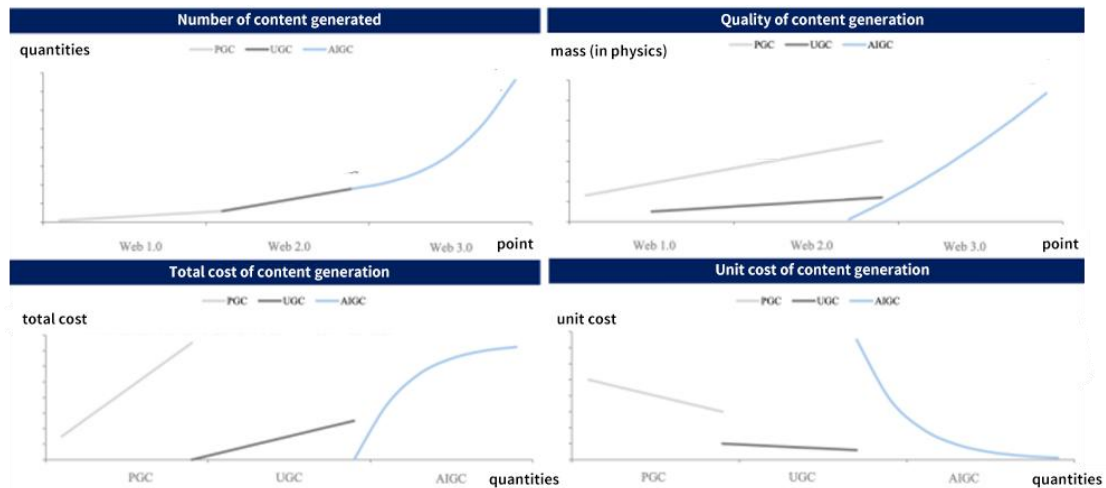 Number of content generated
quantities
PGC UGC AIGC
Web 1.0 Web 2.0 Web 3.0 point
Quality of content generation
mass (in physics)
PGC UGC AIGC
Web 1.0 Web 2.0 Web 3.0 point
Total cost of content generation
PGC UGC AIGC
total cost
PGC UGC AIGC quantities
Unit cost of content generation
PGC UGC AIGC
unit cost
PGC UGC AIGC quantities